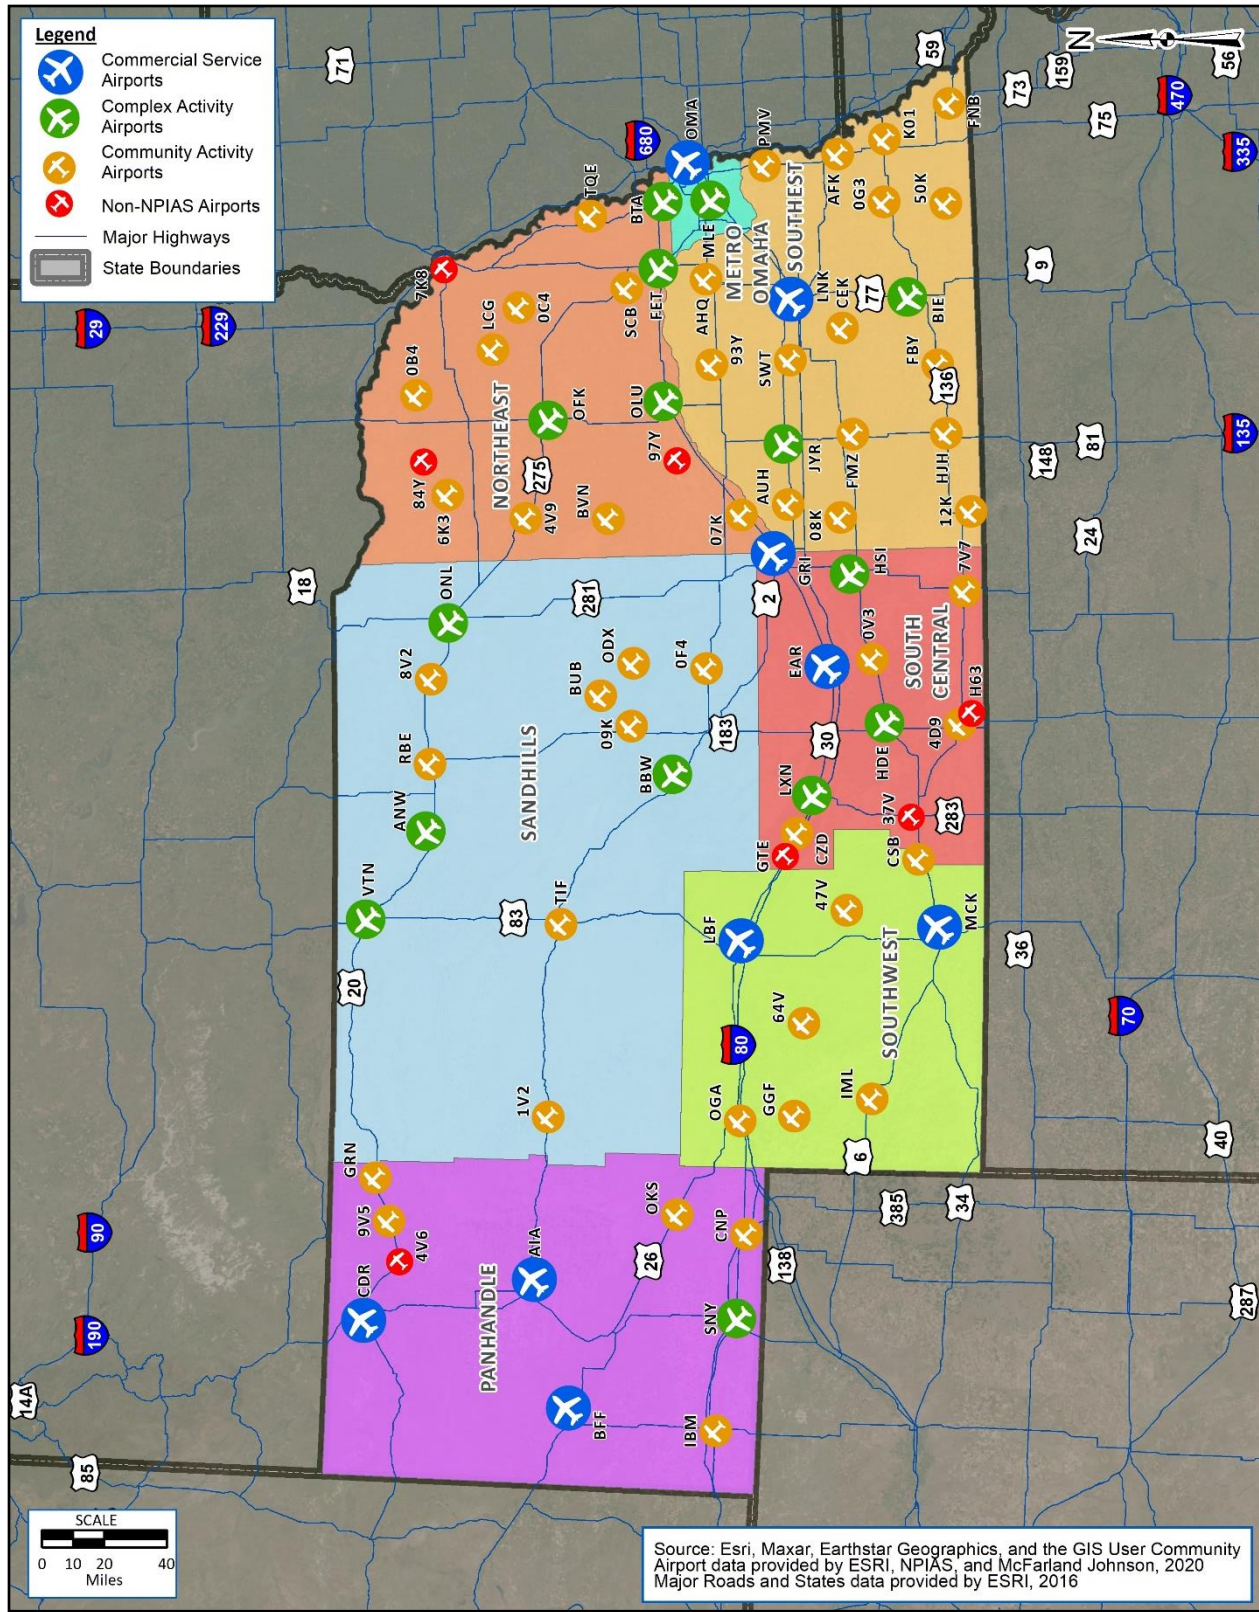 Legend
Commercial Service
Airports
Complex Activity
Airports
Community Activity
Airports
Non-NPIAS Airports
Major Highways
State Boundaries
71
59
N
159
56
73
470
75
335
680
OMA
PMV
K01
FNB
AFK
0G3
50K
TQE
BTA
MLE
METRO
OMAHA
SOUTHEST
7K8
29
229
LCG
0C4
SCB
FET
AHQ
LNK
CEK
77
BIE
9
0B4
93Y
SWT
FBY
136
NORTHEAST
OFK
OLU
97Y
JYR
FMZ
HJH
148
81
135
84Y
6K3
275
4V9
BVN
07K
AUH
08K
12K
24
18
ONL
281
GRI
2
HSI
7V7
8V2
BUB
ODX
0F4
EAR
0V3
SOUTH
CENTRAL
H63
RBE
09K
183
30
HDE
4D9
ANW
SANDHILLS
BBW
LXN
37V
283
VTN
TIF
GTE
CZD
CSB
83
LBF
47V
MCK
36
20
64V
SOUTHWEST
80
70
1V2
OGA
GGF
IML
6
40
GRN
9V5
4V6
OKS
CNP
385
34
90
CDR
AIA
26
138
PANHANDLE
SNY
287
190
BFF
IBM
14A
85
SCALE
0 10 20 40
Miles
Source: Esri, Maxar, Earthstar Geographics, and the GIS User Community
Airport data provided by ESRI, NPIAS, and McFarland Johnson, 2020
Major Roads and States data provided by ESRI, 2016